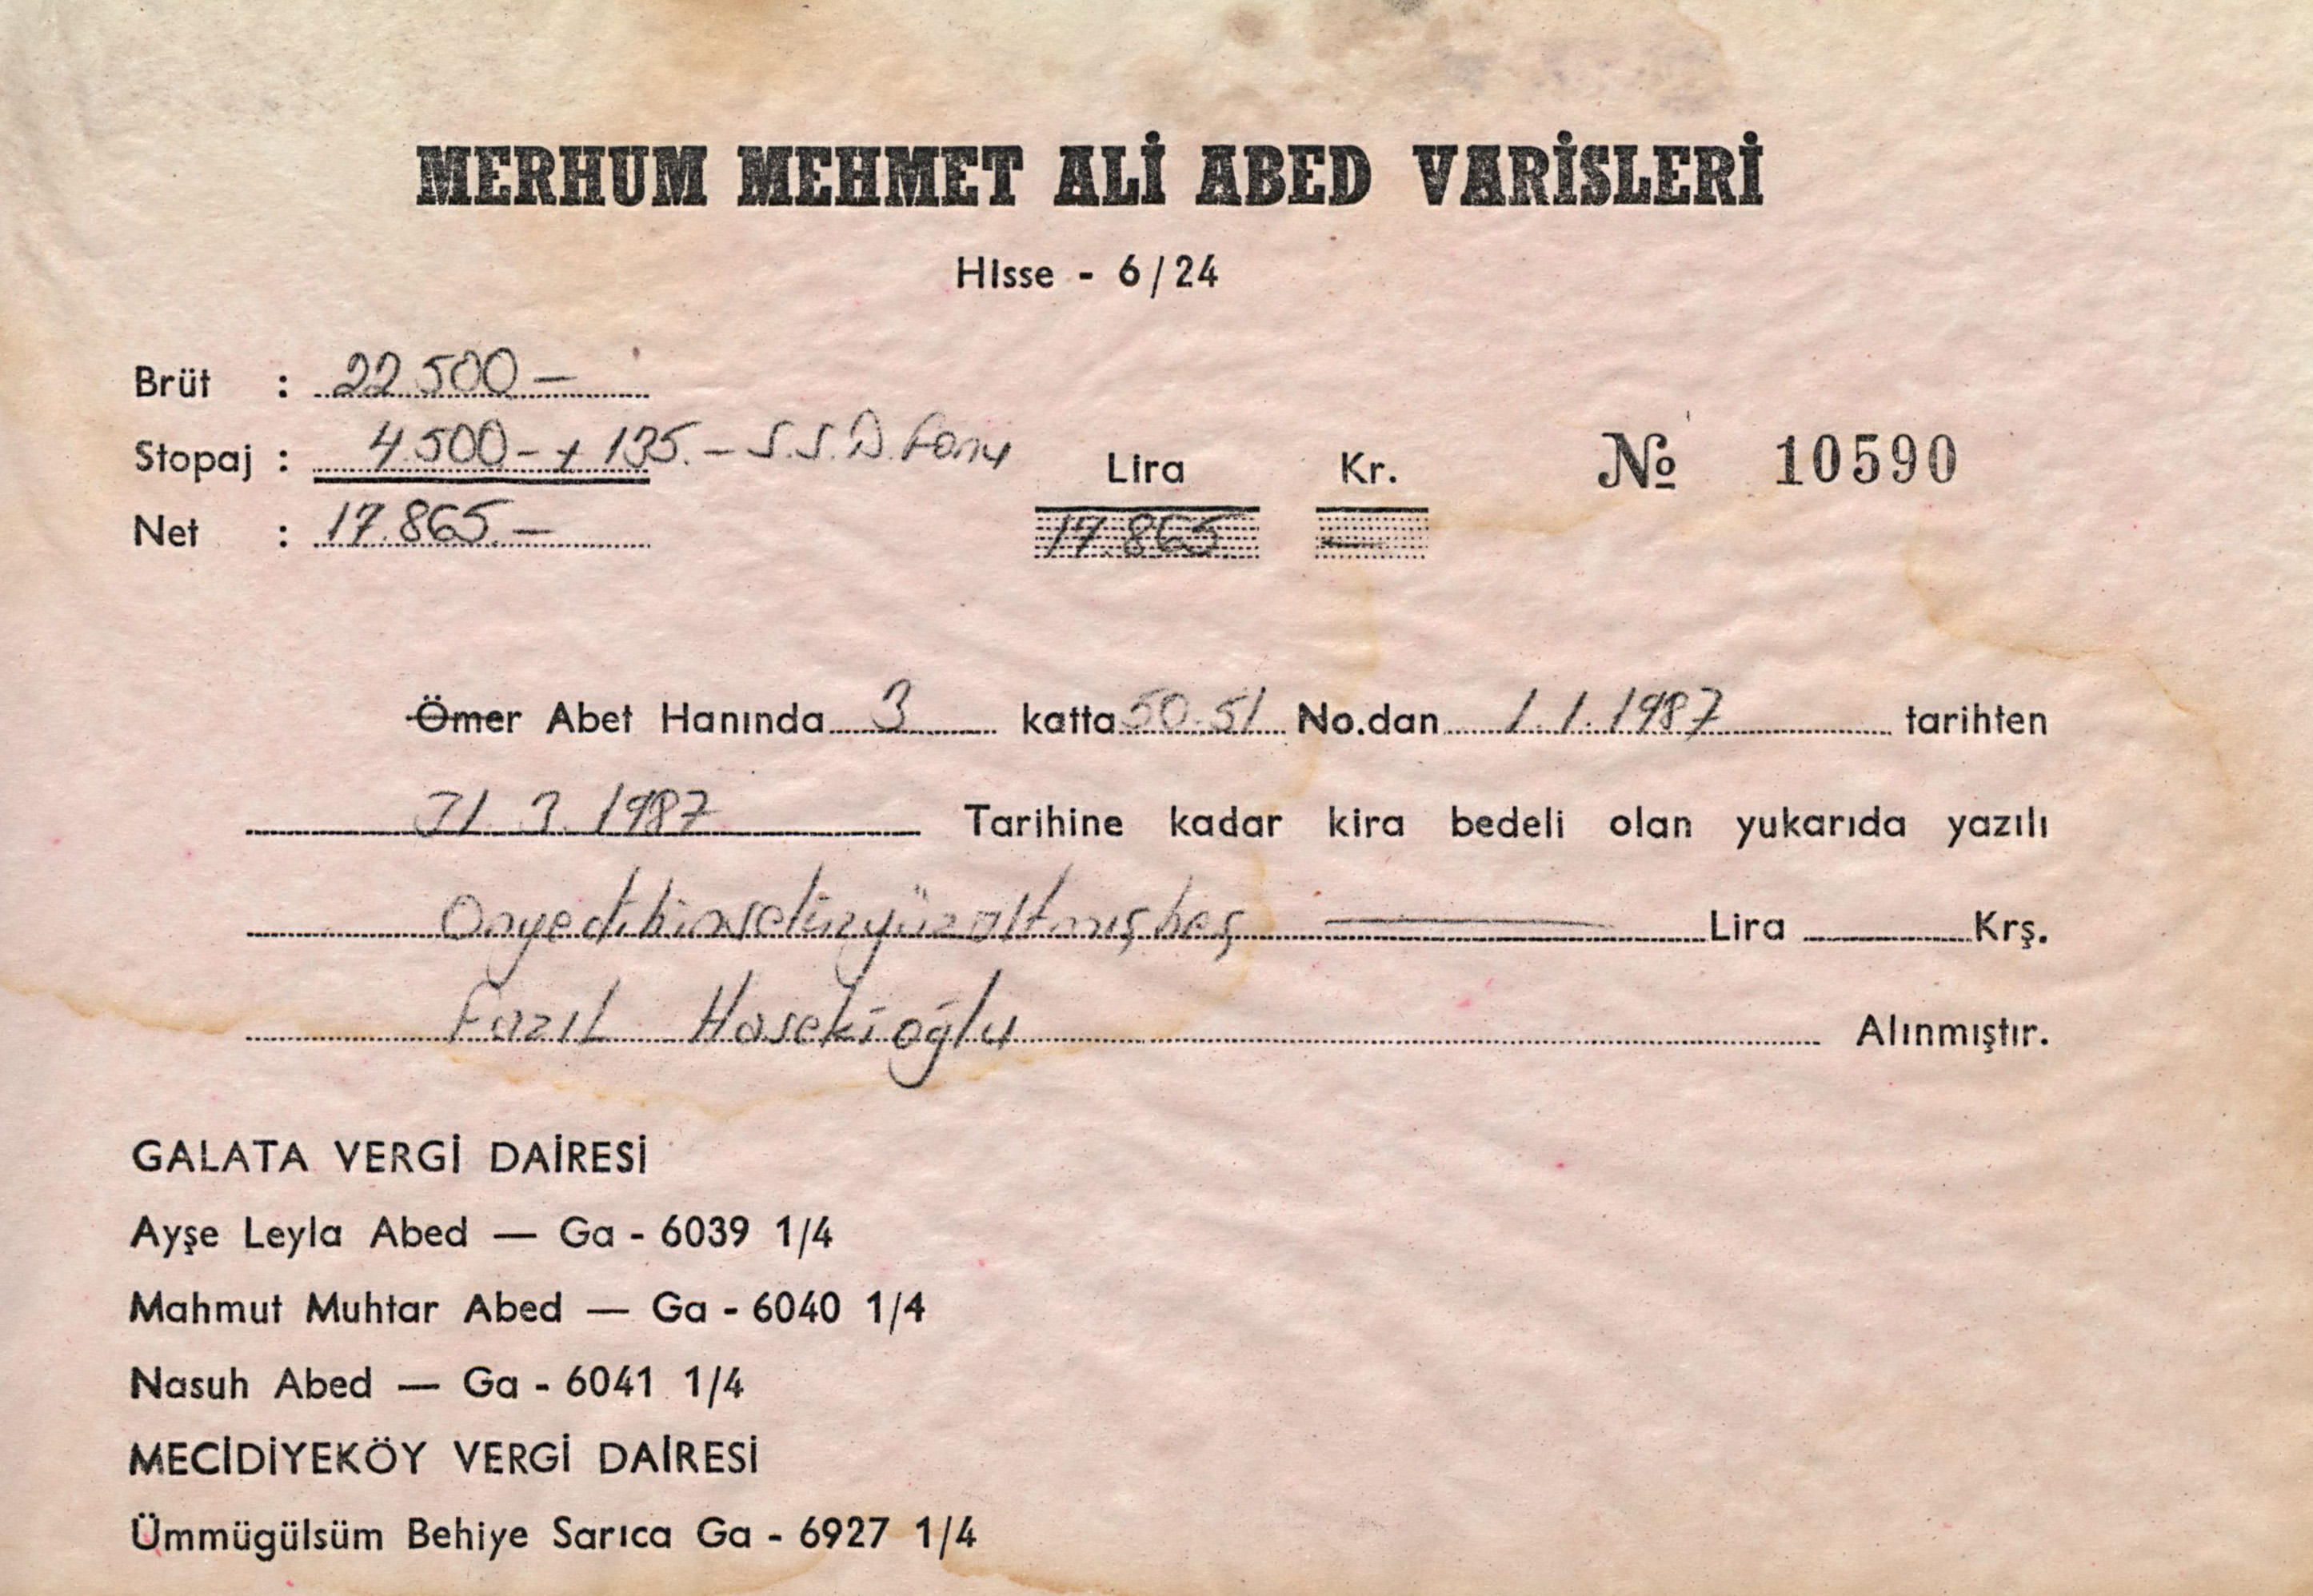 MERHUM MEHMET ALİ ABED VARİSLERİ
Hisse - 6/24
Brüt : 22.500—
Stopaj : 4.500- + 135.- S.S.D. Fonu
Net : 17.865.—
Lira Kr.
17.865 —
№ 10590
Ömer Abet Hanında 3 katta 50-51 No.dan 1.1.1987 tarihten
31.3.1987 Tarihine kadar kira bedeli olan yukarıda yazılı
Onyedibinsekizyüzaltmışbeş Lira Krş.
Fazıl Hasekioğlu Alınmıştır.
GALATA VERGİ DAİRESİ
Ayşe Leyla Abed — Ga - 6039 1/4
Mahmut Muhtar Abed — Ga - 6040 1/4
Nasuh Abed — Ga - 6041 1/4
MECİDİYEKÖY VERGİ DAİRESİ
Ümmügülsüm Behiye Sarıca Ga - 6927 1/4